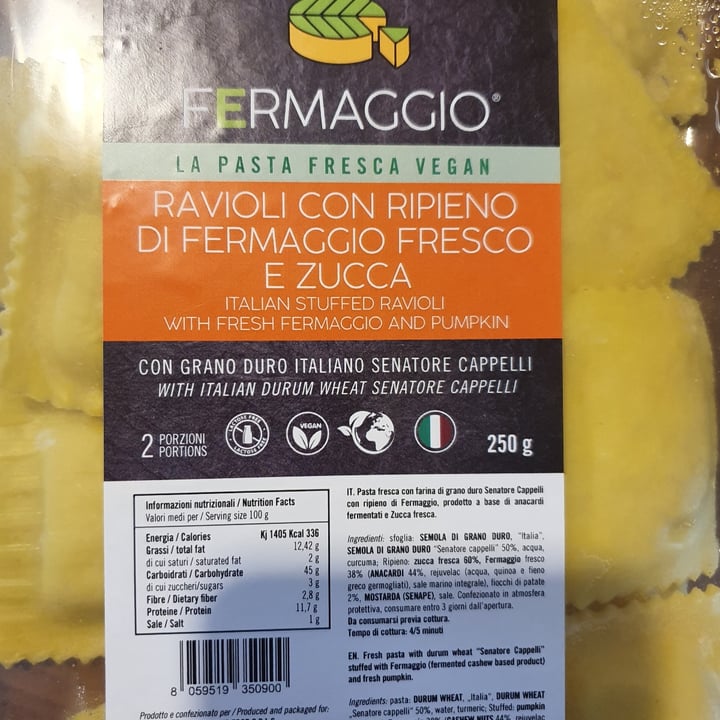 FERMAGGIO®
LA PASTA FRESCA VEGAN
RAVIOLI CON RIPIENO
DI FERMAGGIO FRESCO
E ZUCCA
ITALIAN STUFFED RAVIOLI
WITH FRESH FERMAGGIO AND PUMPKIN
CON GRANO DURO ITALIANO SENATORE CAPPELLI
WITH ITALIAN DURUM WHEAT SENATORE CAPPELLI
2 PORZIONI
PORTIONS
LACTOSE FREE
LACTOSE FREE
VEGAN
250 g
Informazioni nutrizionali / Nutrition Facts
Valori medi per / Serving size 100 g
Energia / Calories Kj 1405 Kcal 336
Grassi / total fat 12,42 g
di cui saturi / saturated fat 2 g
Carboidrati / Carbohydrate 45 g
di cui zuccheri/sugars 3 g
Fibre / Dietary fiber 2,8 g
Proteine / Protein 11,7 g
Sale / Salt 1 g
8 059519 350900
Prodotto e confezionato per / Produced and packaged for:
IT. Pasta fresca con farina di grano duro Senatore Cappelli
con ripieno di Fermaggio, prodotto a base di anacardi
fermentati e Zucca fresca.
Ingredienti: sfoglia: SEMOLA DI GRANO DURO, "Italia",
SEMOLA DI GRANO DURO "Senatore cappelli" 50%, acqua,
curcuma; Ripieno: zucca fresca 60%, Fermaggio fresco
38% (ANACARDI 44%, rejuvelac (acqua, quinoa e fieno
greco germogliati), sale marino integrale), fiocchi di patate
2%, MOSTARDA (SENAPE), sale. Confezionato in atmosfera
protettiva, consumare entro 3 giorni dall'apertura.
Da consumarsi previa cottura.
Tempo di cottura: 4/5 minuti
EN. Fresh pasta with durum wheat "Senatore Cappelli"
stuffed with Fermaggio (fermented cashew based product)
and fresh pumpkin.
Ingredients: pasta: DURUM WHEAT, „Italia", DURUM WHEAT
„Senatore cappelli" 50%, water, turmeric; Stuffed: pumpkin
(CASHEW NUTS 44%, rejuvelac